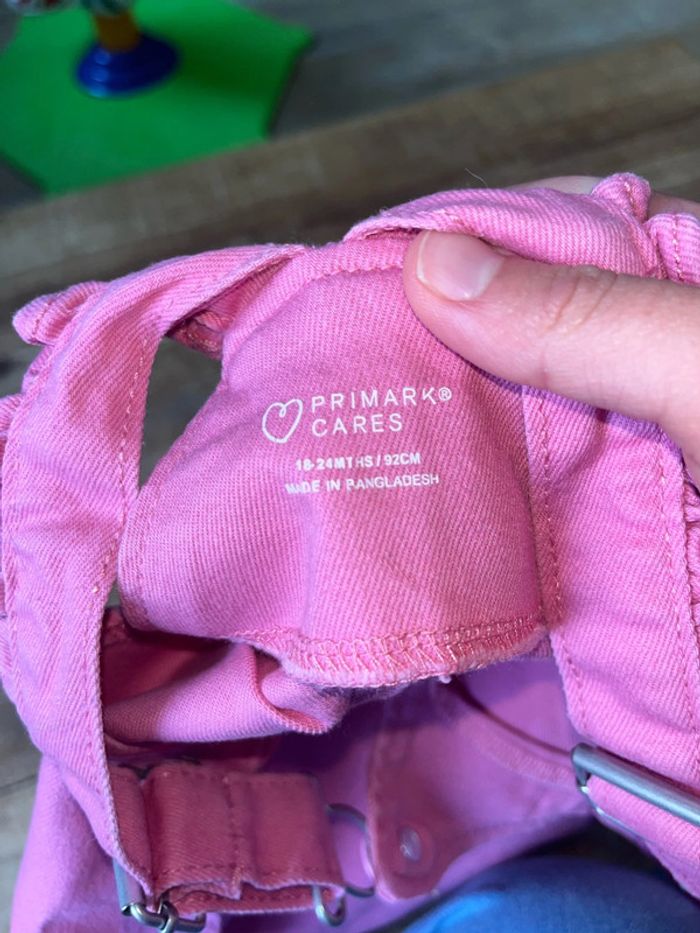 PRIMARK®
CARES
18-24MTHS / 92CM
MADE IN BANGLADESH